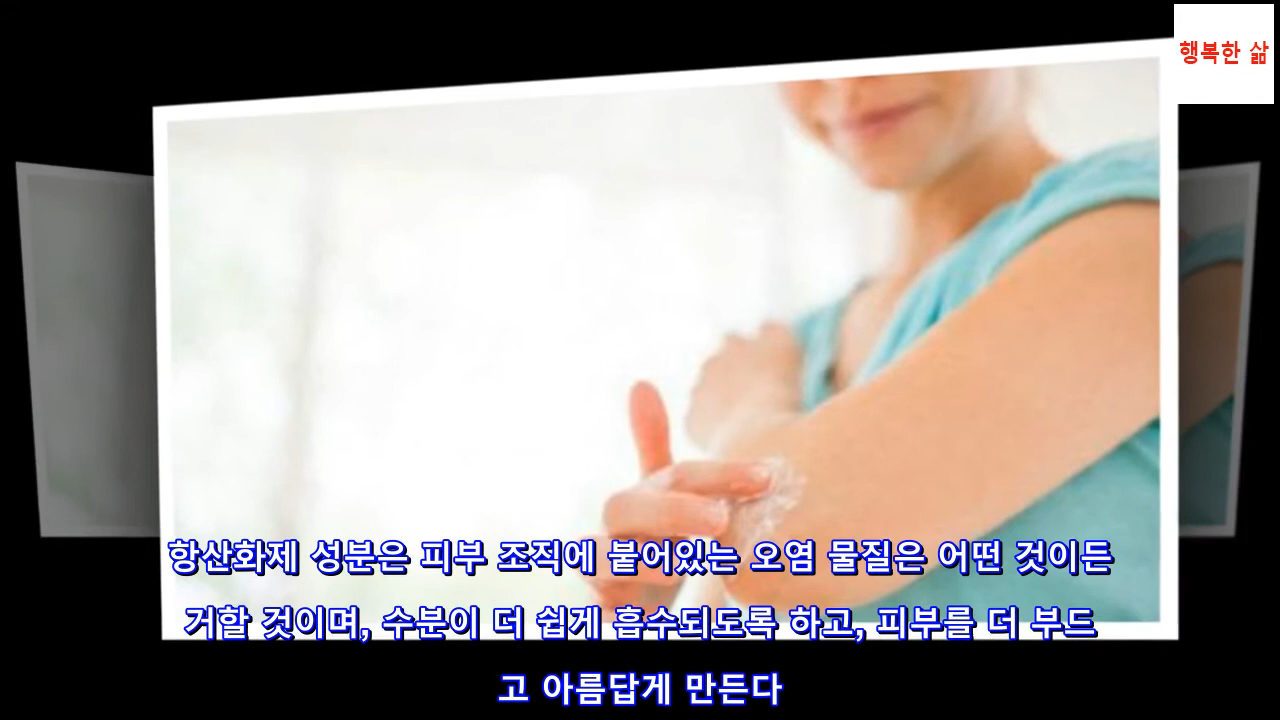 행복한 삶
항산화제 성분은 피부 조직에 붙어있는 오염 물질은 어떤 것이든
거할 것이며, 수분이 더 쉽게 흡수되도록 하고, 피부를 더 부드
고 아름답게 만든다